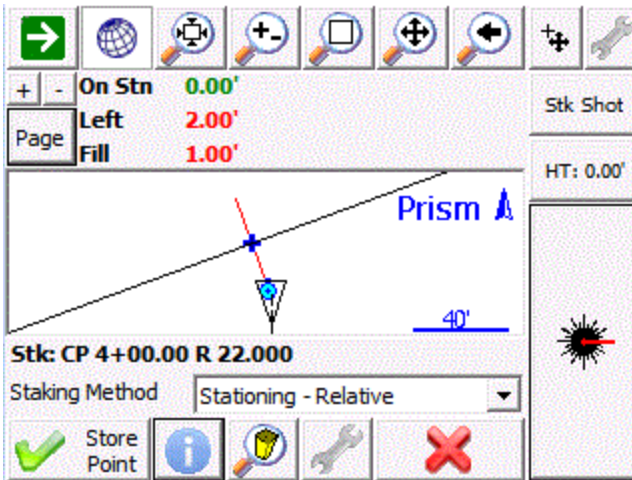 + - On Stn 0.00'
Page
Left 2.00'
Fill 1.00'
Stk Shot
HT: 0.00'
Prism
40'
Stk: CP 4+00.00 R 22.000
Staking Method Stationing - Relative
Store
Point